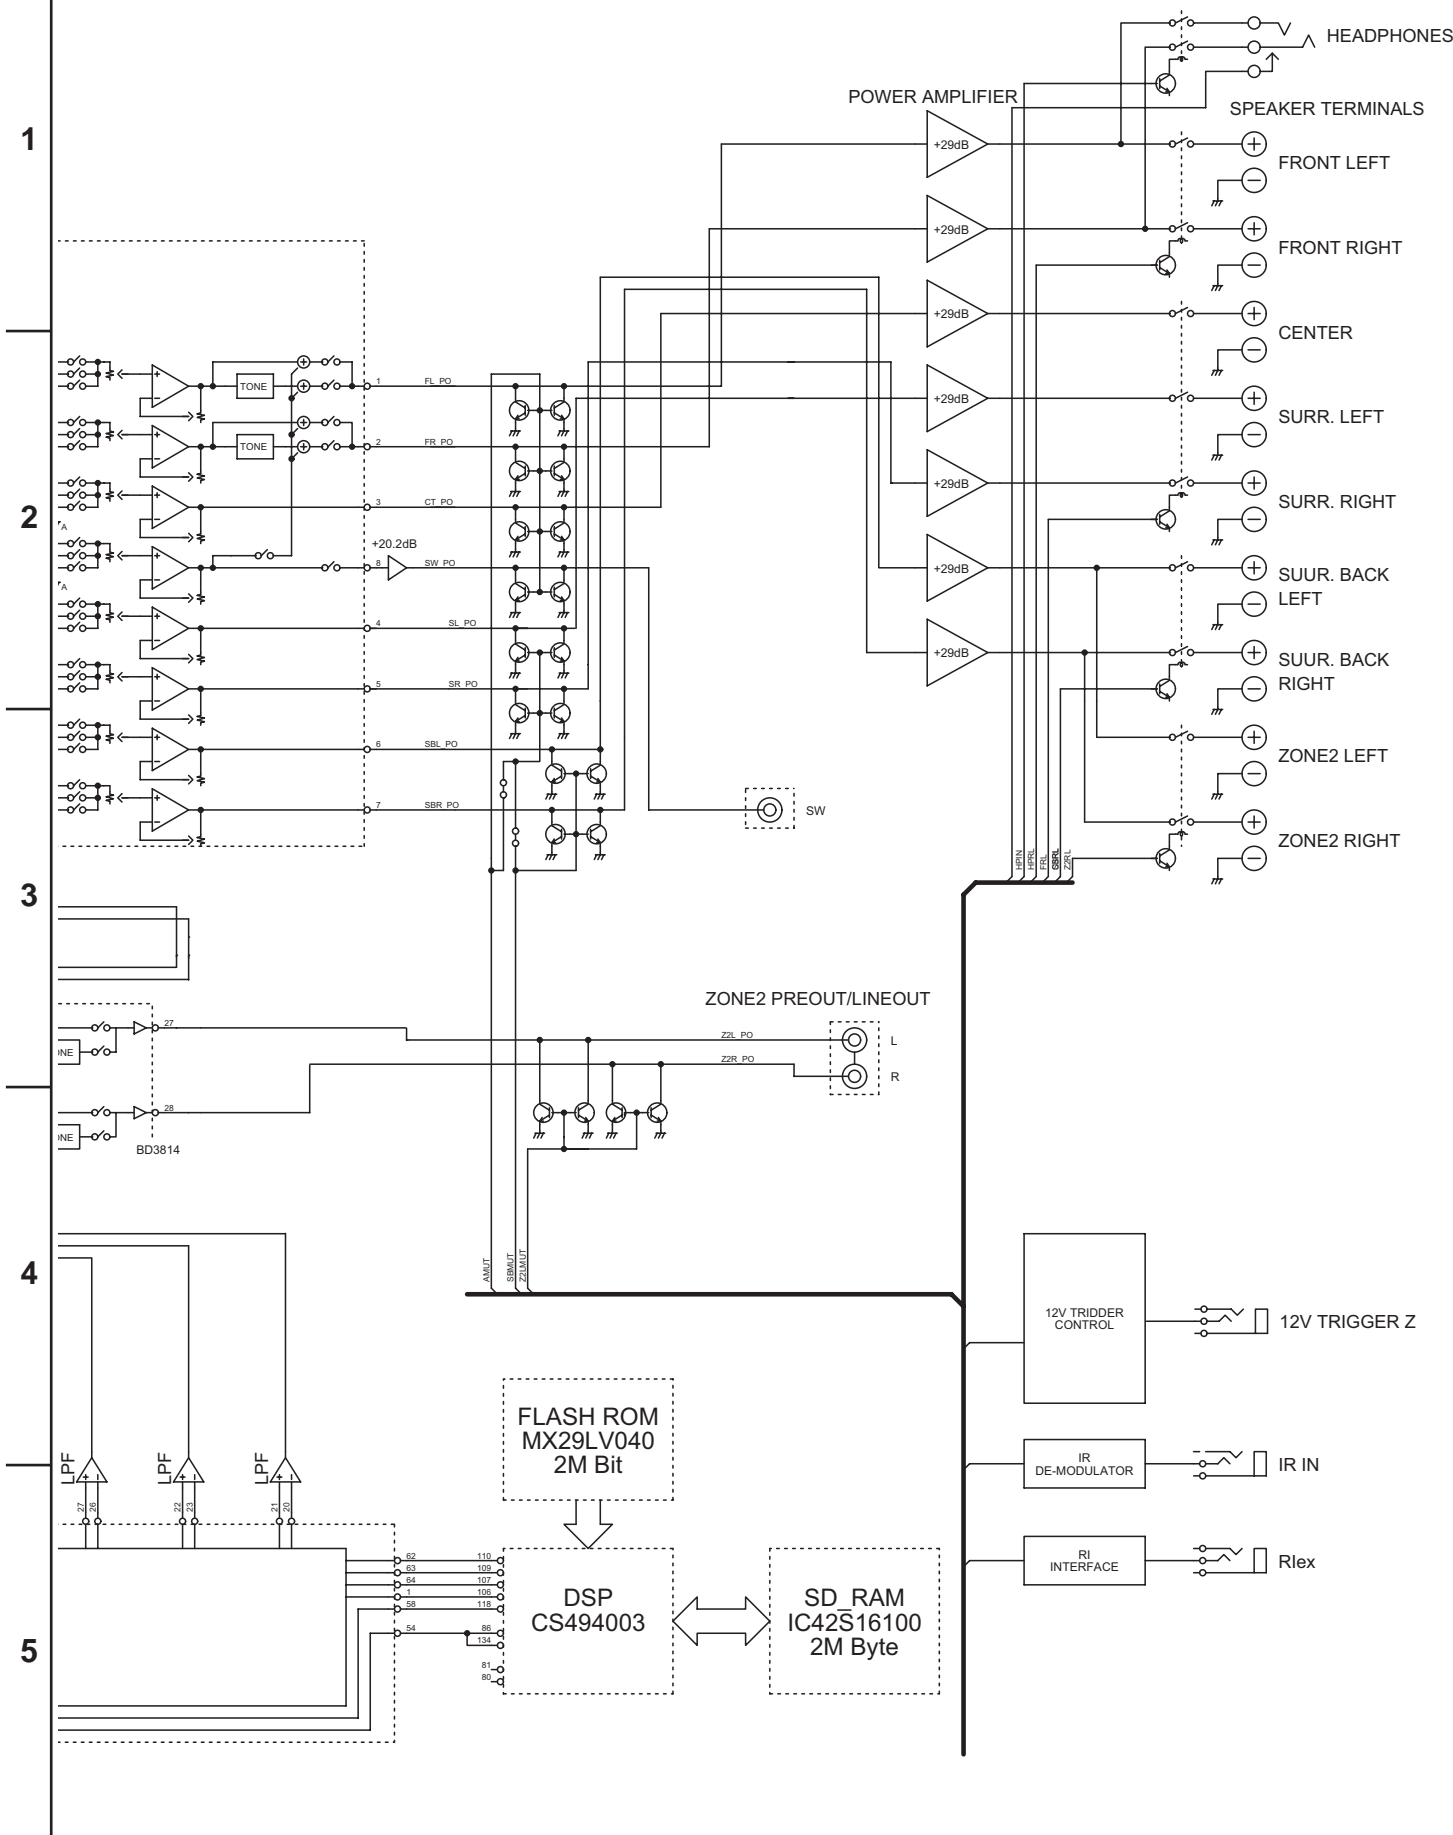 HEADPHONES
POWER AMPLIFIER
SPEAKER TERMINALS
1
+29dB
FRONT LEFT
+29dB
FRONT RIGHT
+29dB
CENTER
TONE
1
FL_PO
+29dB
SURR. LEFT
TONE
2
FR_PO
+29dB
SURR. RIGHT
3
CT_PO
2
A
+20.2dB
8
SW_PO
+29dB
SUUR. BACK
LEFT
A
4
SL_PO
+29dB
SUUR. BACK
RIGHT
5
SR_PO
6
SBL_PO
ZONE2 LEFT
7
SBR_PO
SW
ZONE2 RIGHT
HPIN
HPRL
FRL
Z2RL
3
ZONE2 PREOUT/LINEOUT
27
Z2L_PO
L
ONE
Z2R_PO
R
28
ONE
BD3814
4
AMUT
SBMUT
Z2LMUT
12V TRIDDER
CONTROL
12V TRIGGER Z
FLASH ROM
MX29LV040
2M Bit
LPF
LPF
LPF
IR
DE-MODULATOR
IR IN
27
26
22
23
21
20
62
110
63
109
64
107
1
106
58
118
54
86
134
81
80
DSP
CS494003
SD_RAM
IC42S16100
2M Byte
RI
INTERFACE
RIex
5